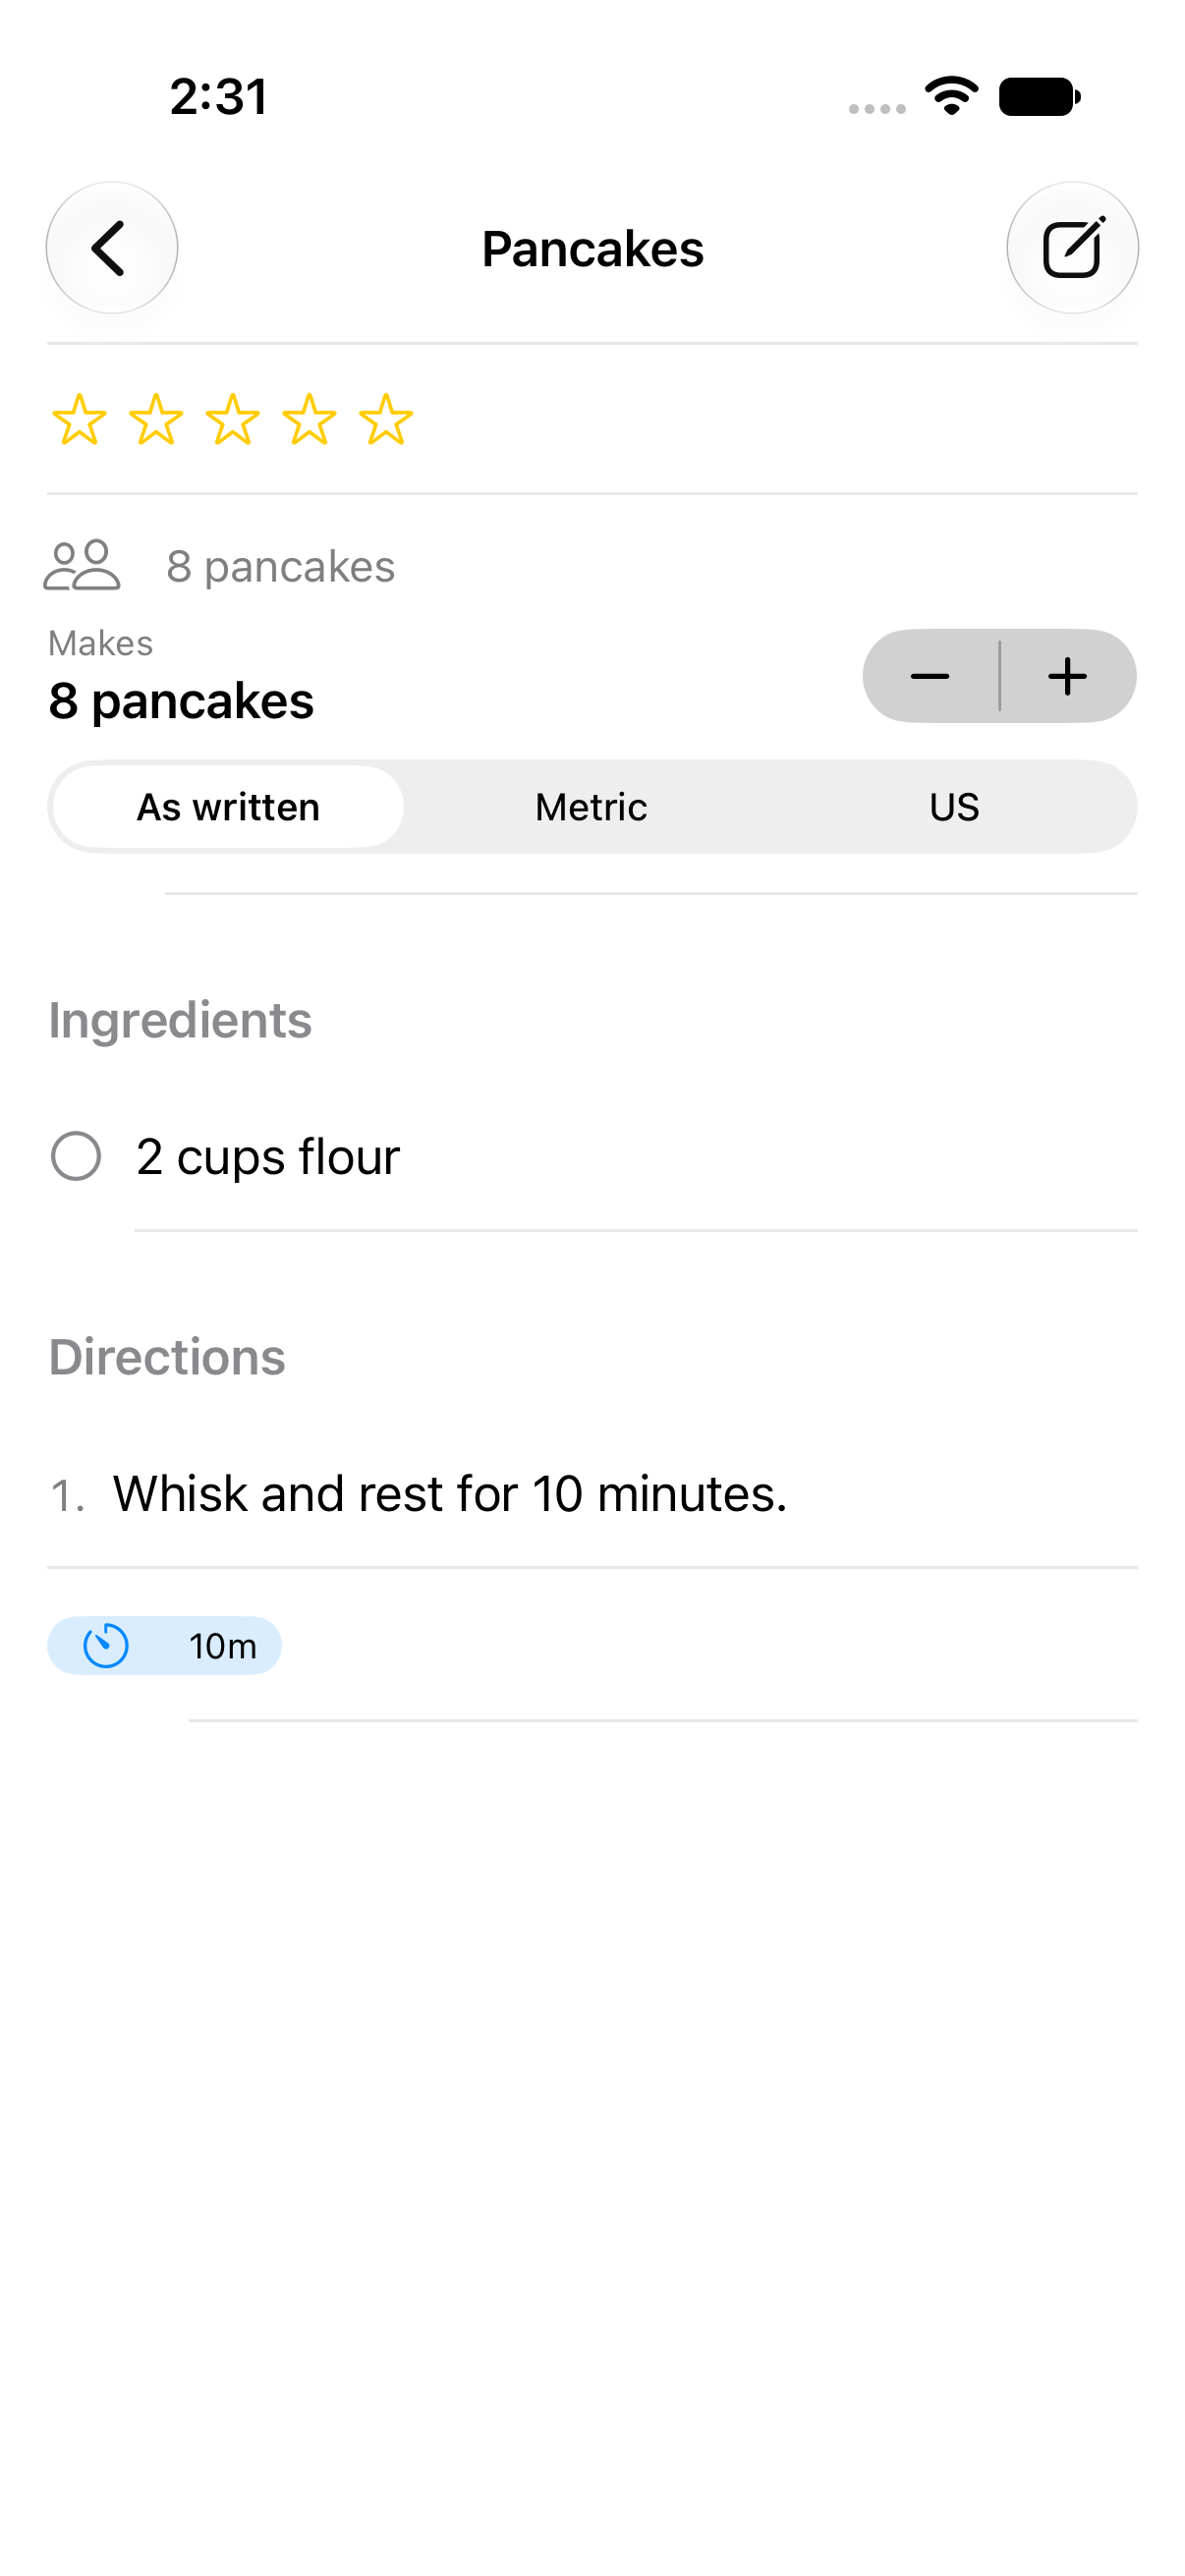 2:31
Pancakes
8 pancakes
Makes
8 pancakes
As written Metric US
Ingredients
2 cups flour
Directions
1. Whisk and rest for 10 minutes.
10m